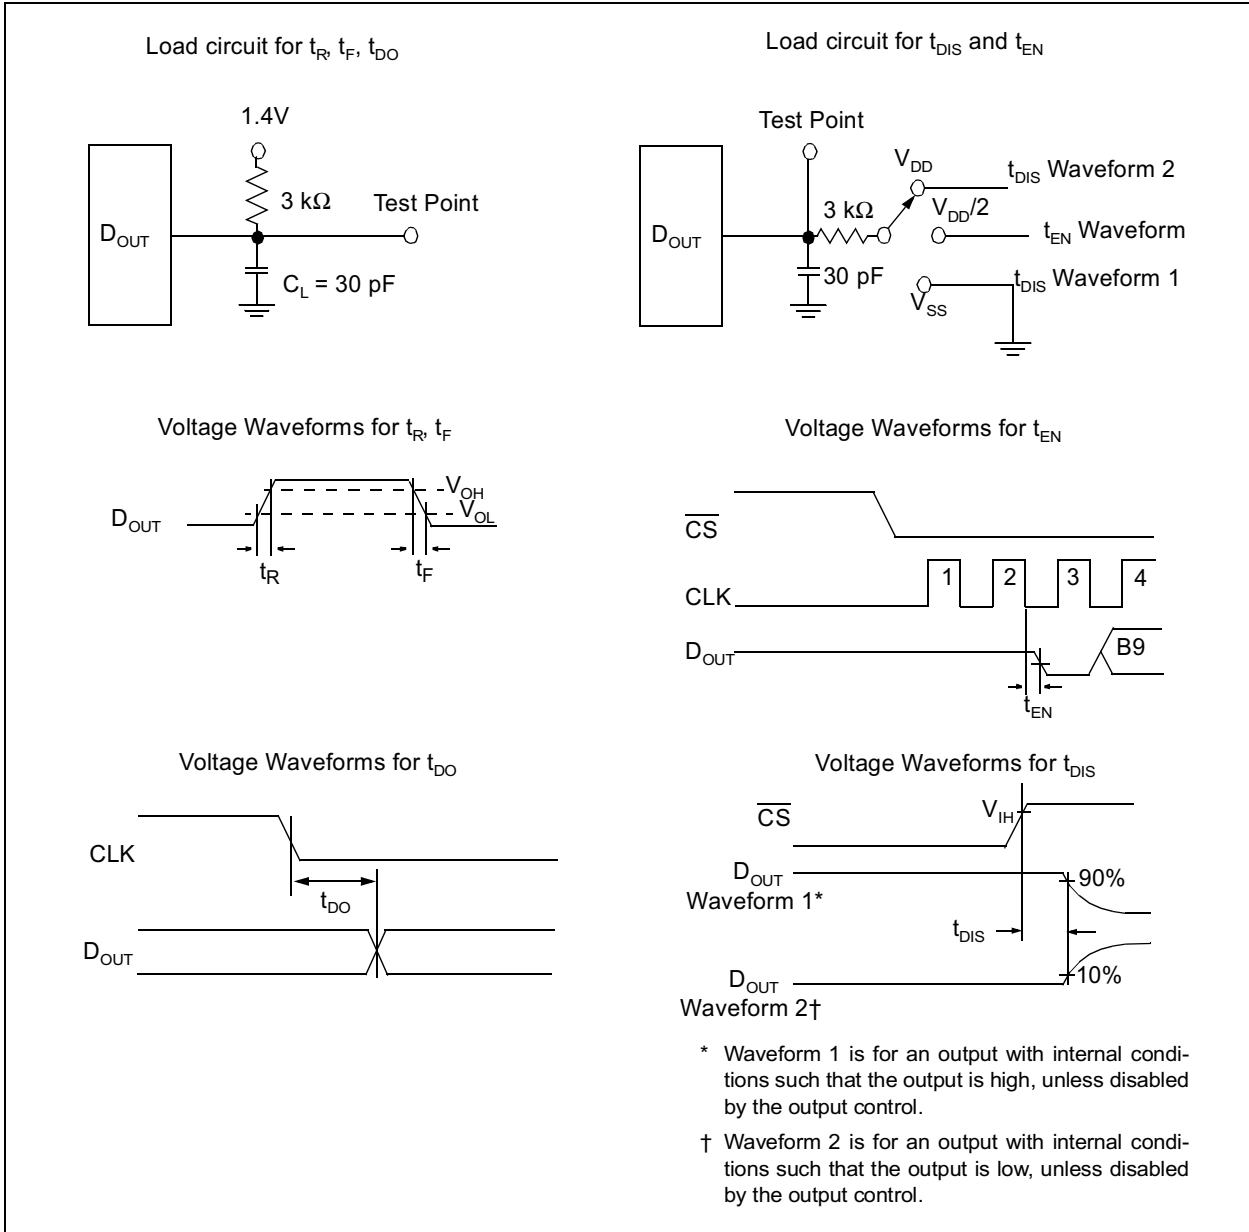 Load circuit for tR, tF, tDO
1.4V
3 kΩ
Test Point
DOUT
CL = 30 pF
Load circuit for tDIS and tEN
Test Point
VDD
tDIS Waveform 2
3 kΩ
VDD/2
DOUT
tEN Waveform
30 pF
tDIS Waveform 1
VSS
Voltage Waveforms for tR, tF
VOH
VOL
DOUT
tR
tF
Voltage Waveforms for tEN
CS
1 2 3 4
CLK
DOUT
B9
tEN
Voltage Waveforms for tDO
CLK
tDO
DOUT
Voltage Waveforms for tDIS
VIH
CS
DOUT
90%
Waveform 1*
tDIS
DOUT
10%
Waveform 2†
* Waveform 1 is for an output with internal condi-
tions such that the output is high, unless disabled
by the output control.
† Waveform 2 is for an output with internal condi-
tions such that the output is low, unless disabled
by the output control.